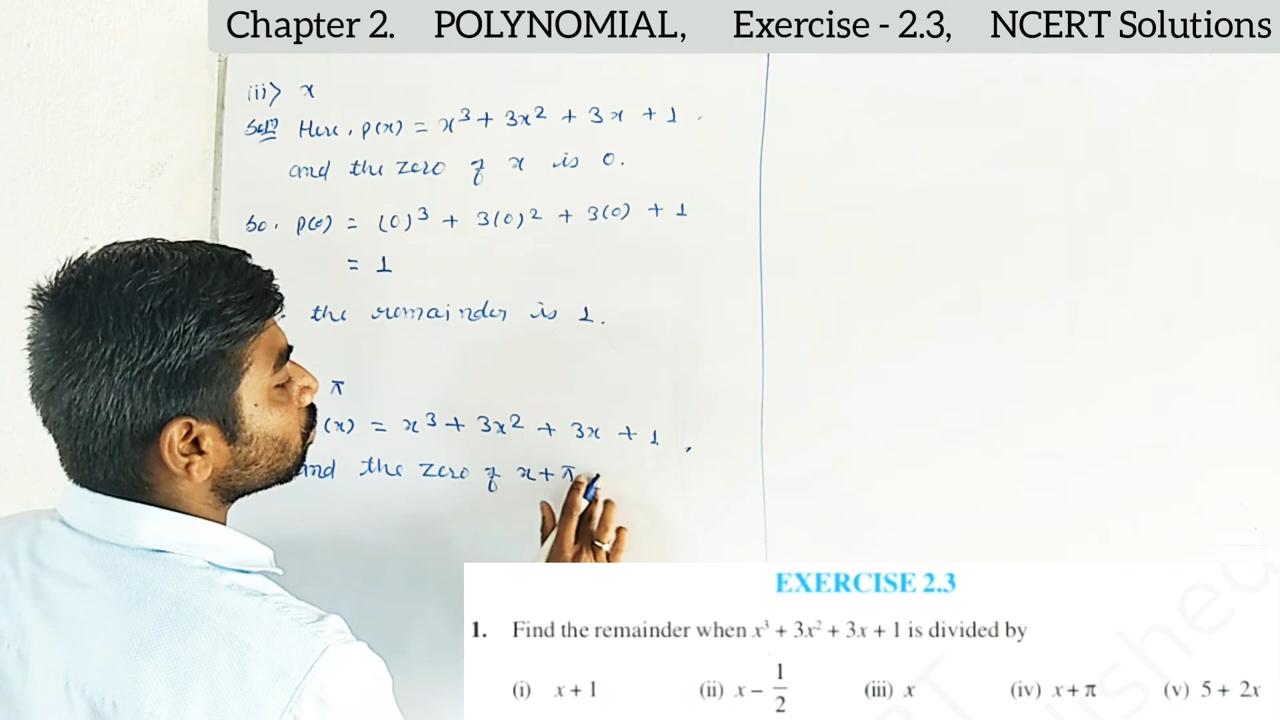 Chapter 2. POLYNOMIAL, Exercise - 2.3, NCERT Solutions
iii> x
Solⁿ Here, p(x) = x³ + 3x² + 3x + 1.
and the zero of x is 0.
So, p(0) = (0)³ + 3(0)² + 3(0) + 1
= 1
the remainder is 1.
π
(x) = x³ + 3x² + 3x + 1,
and the zero of x+π
EXERCISE 2.3
1. Find the remainder when x³ + 3x² + 3x + 1 is divided by
(i) x + 1 (ii) x − 1/2 (iii) x (iv) x + π (v) 5 + 2x